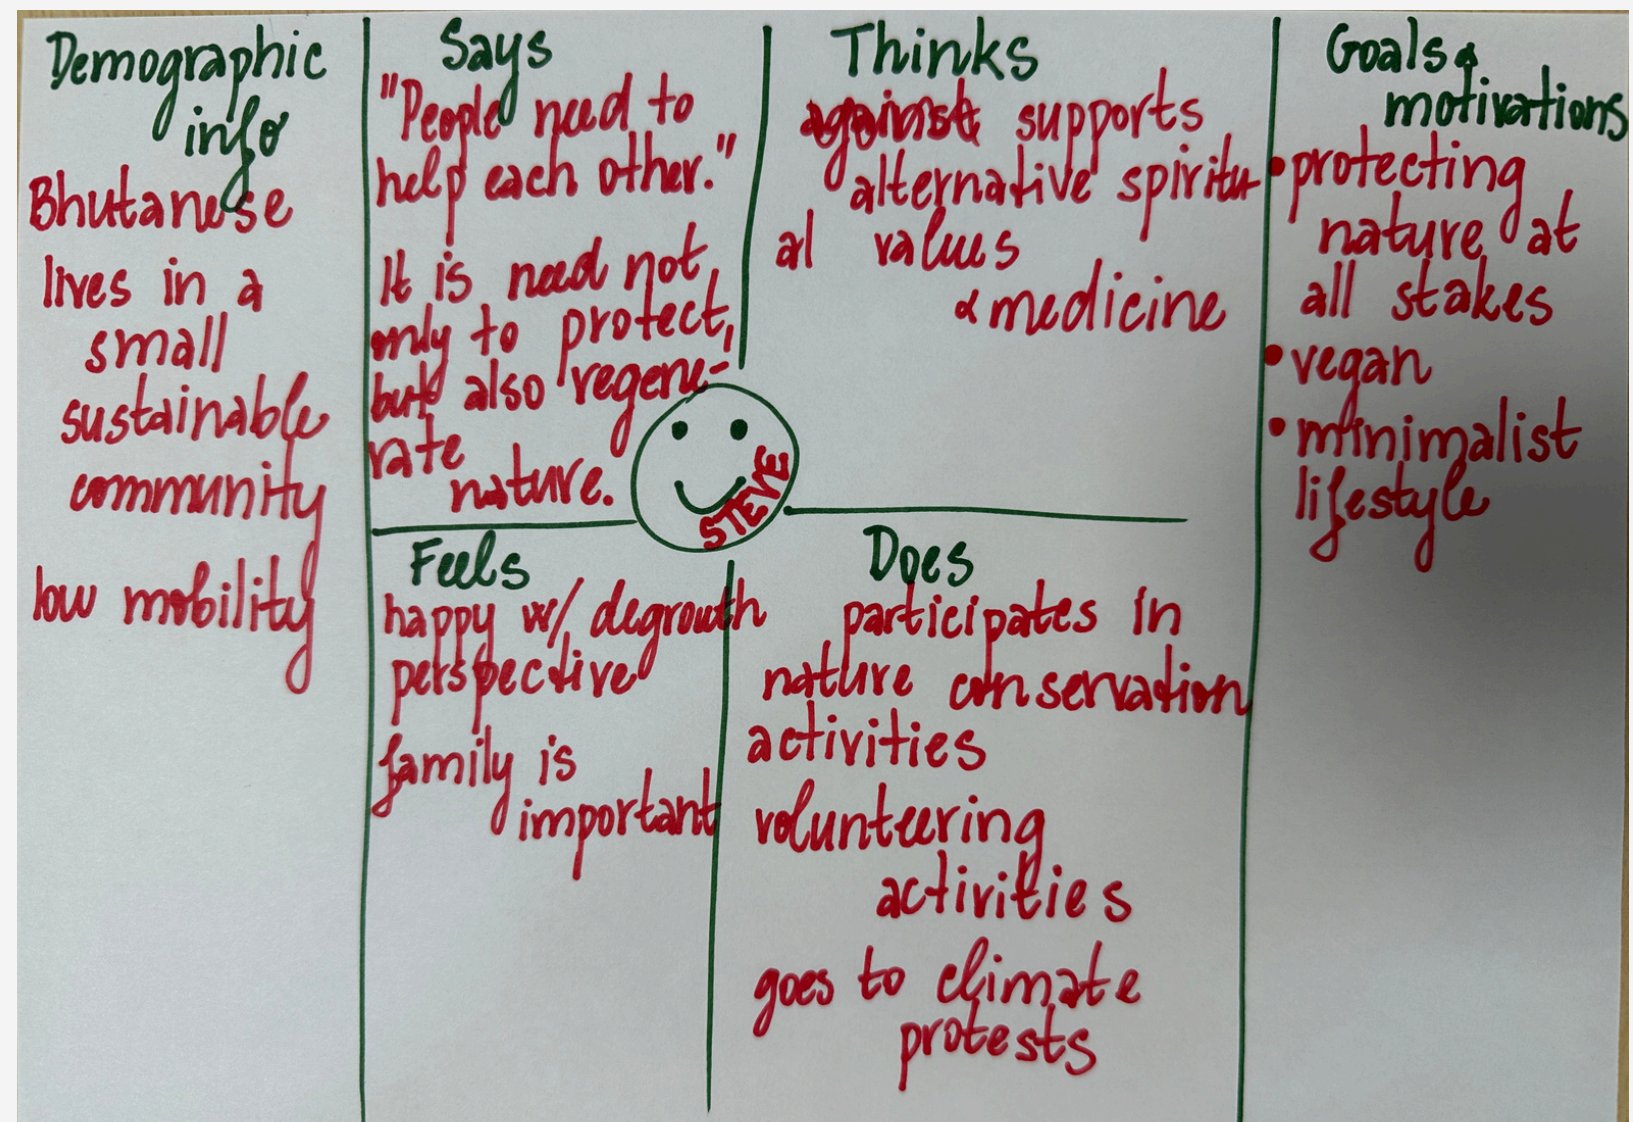 Demographic
info
Bhutanese
lives in a
small
sustainable
community
low mobility
Says
"People need to
help each other."
It is need not
only to protect,
but also regene-
rate
nature.
Thinks
against supports
alternative spiritu-
al values
& medicine
Goals &
motivations
• protecting
nature at
all stakes
• vegan
• minimalist
lifestyle
STEVE
Feels
happy w/ degrowth
perspective
family is
important
Does
participates in
nature conservation
activities
volunteering
activities
goes to climate
protests